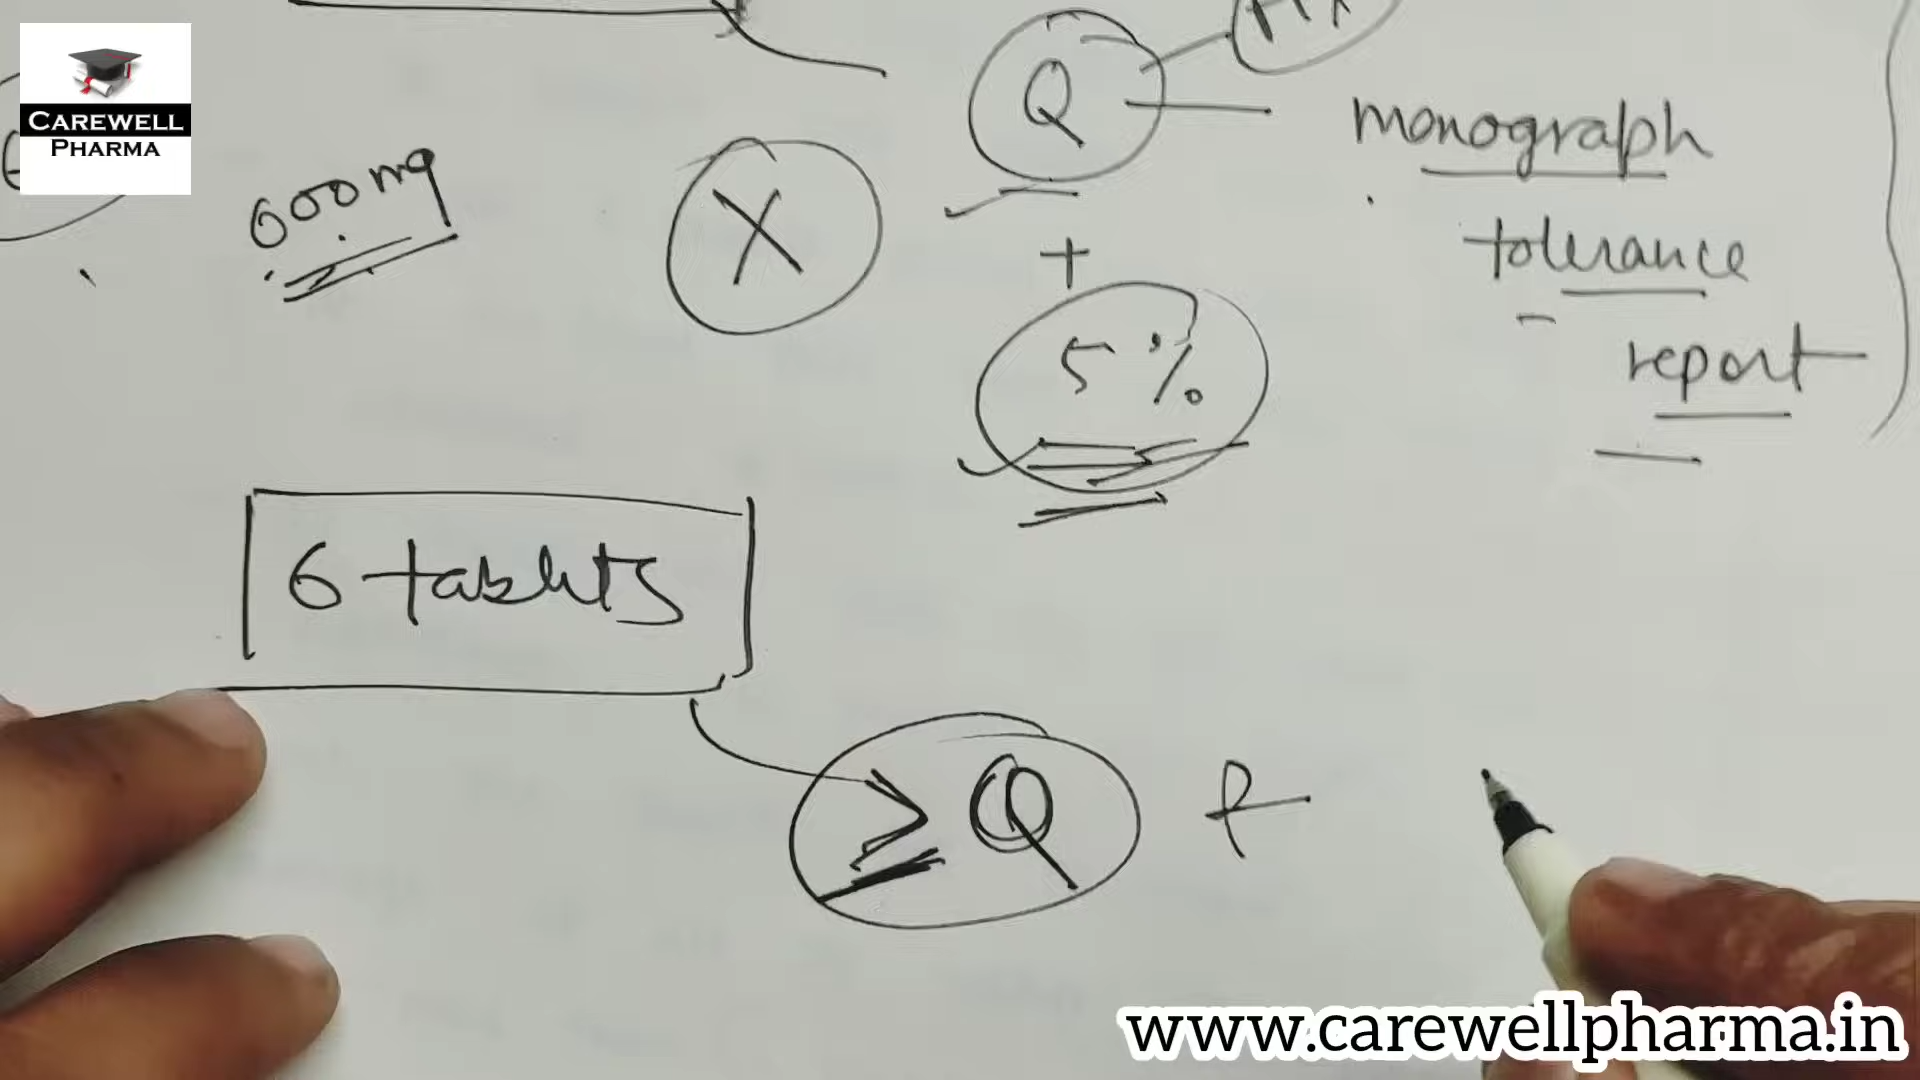 CAREWELL
PHARMA
600mg
X
Q
+
5%
monograph
tolerance
report
6 tablets
≥ Q +
www.carewellpharma.in